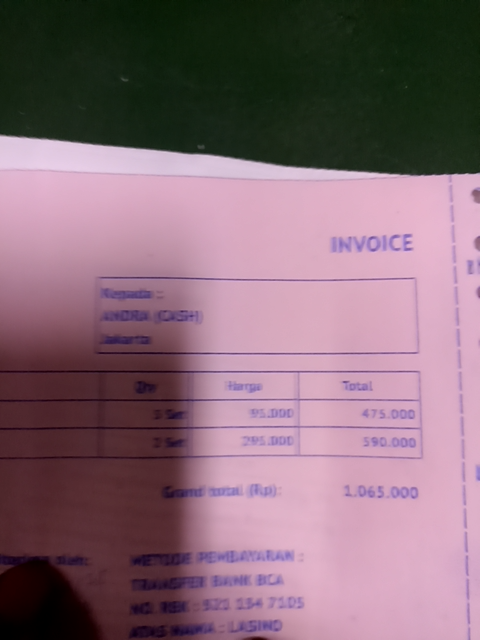 INVOICE
Kepada :
ANDRA (CASH)
Jakarta
Qty Harga Total
5 Set 95.000 475.000
2 Set 295.000 590.000
Grand total (Rp): 1.065.000
oleh:
METODE PEMBAYARAN :
TRANSFER BANK BCA
NO. REK : 521 154 7105
ATAS NAMA : LASINO